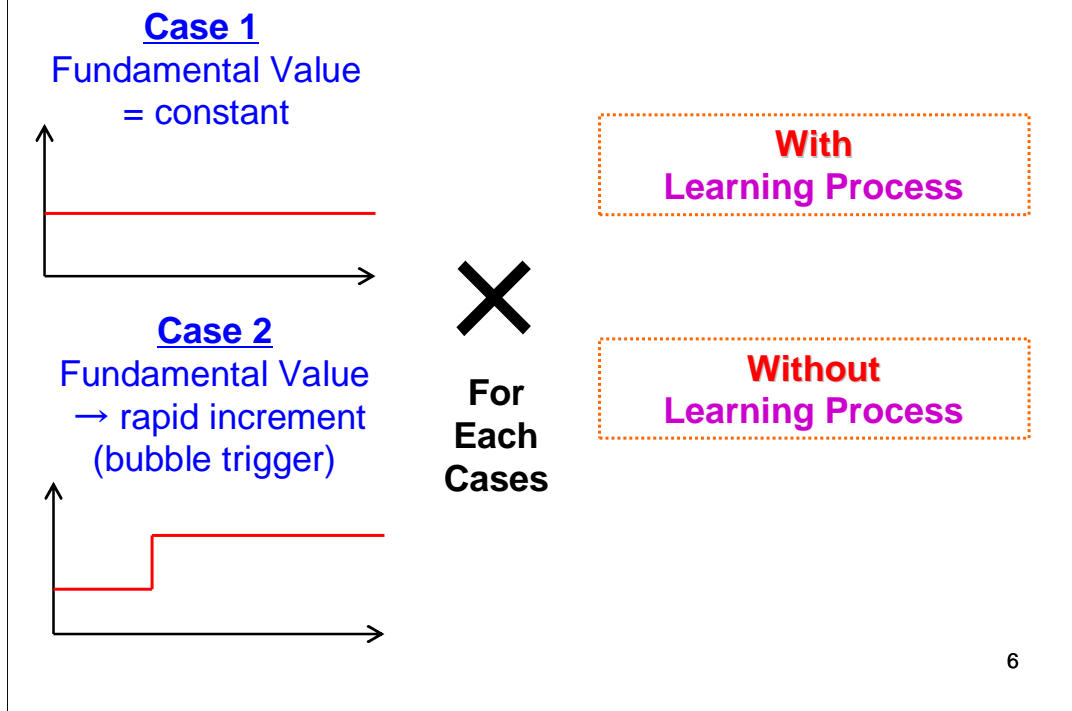 Case 1
Fundamental Value
= constant
Case 2
Fundamental Value
→ rapid increment
(bubble trigger)
For
Each
Cases
With
Learning Process
Without
Learning Process
6